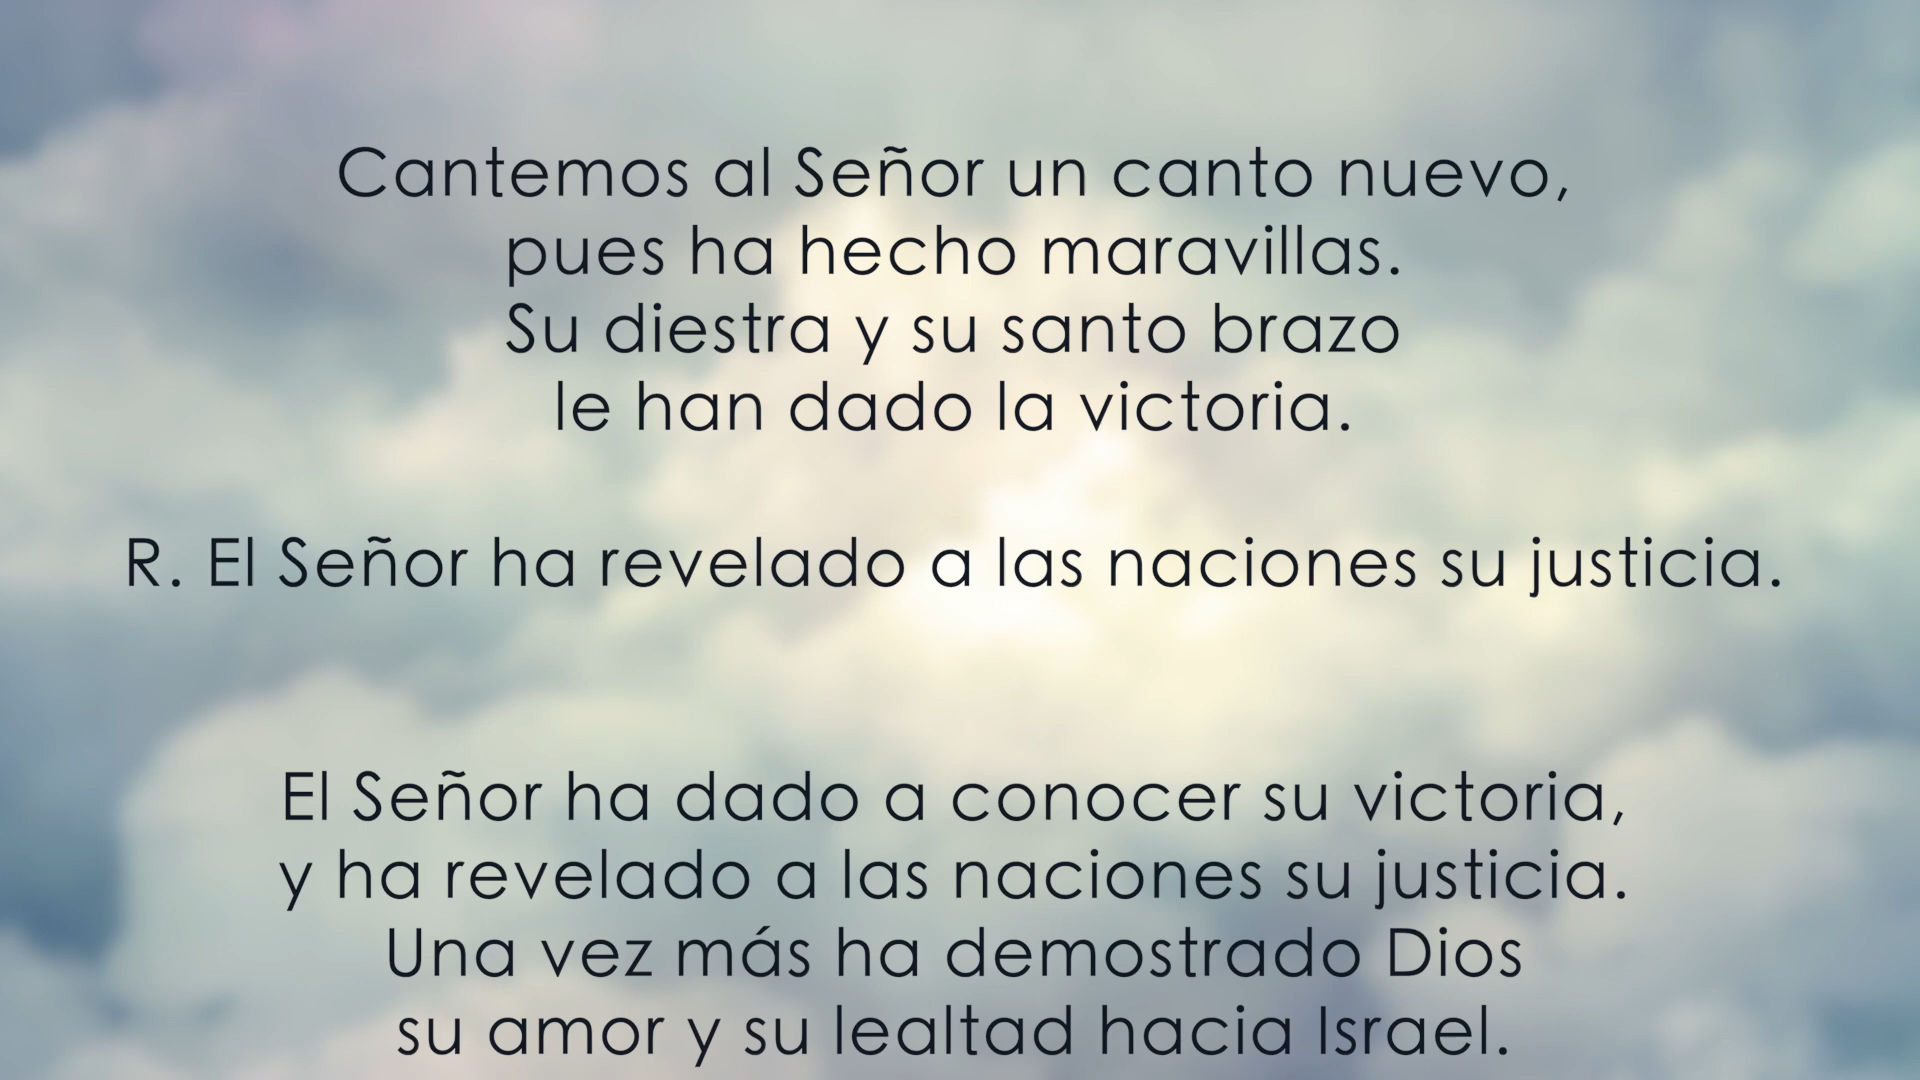 Cantemos al Señor un canto nuevo,
pues ha hecho maravillas.
Su diestra y su santo brazo
le han dado la victoria.
R. El Señor ha revelado a las naciones su justicia.
El Señor ha dado a conocer su victoria,
y ha revelado a las naciones su justicia.
Una vez más ha demostrado Dios
su amor y su lealtad hacia Israel.